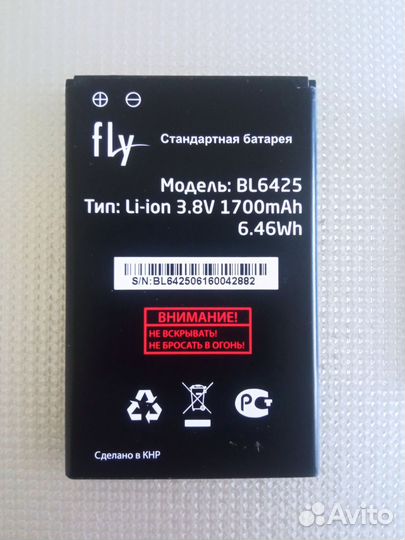 fly
Стандартная батарея
Модель: BL6425
Тип: Li-ion 3.8V 1700mAh
6.46Wh
S/N:BL642506160042882
ВНИМАНИЕ!
НЕ ВСКРЫВАТЬ!
НЕ БРОСАТЬ В ОГОНЬ!
РСТ
Сделано в КНР
Avito